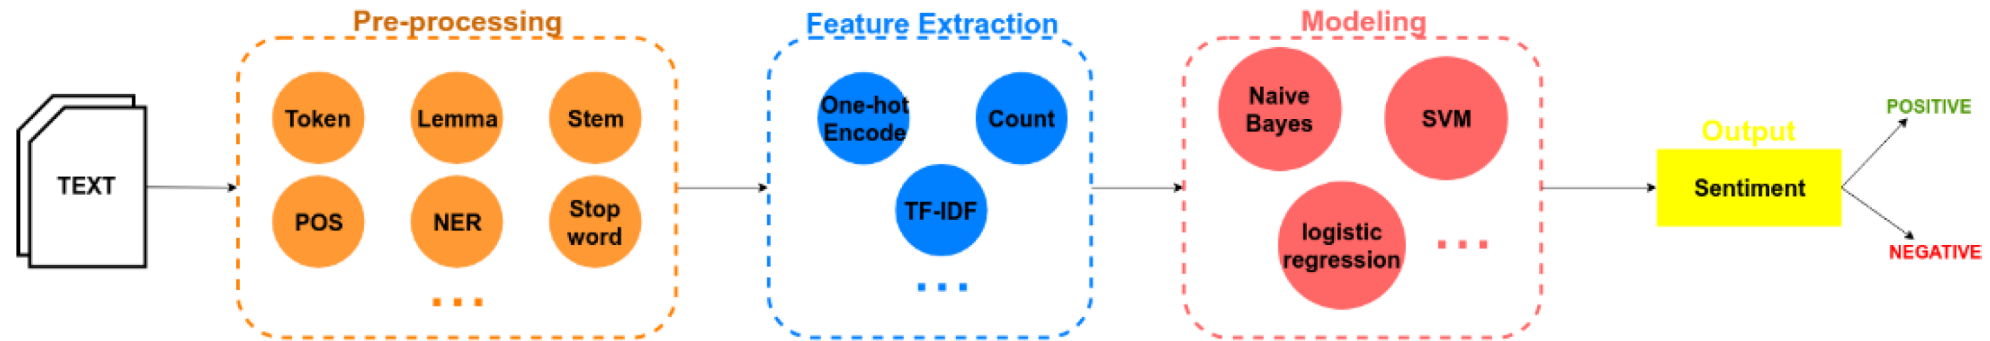 Pre-processing
Feature Extraction
Modeling
TEXT
Token
Lemma
Stem
POS
NER
Stop
word
...
One-hot
Encode
Count
TF-IDF
...
Naive
Bayes
SVM
logistic
regression
...
Output
Sentiment
POSITIVE
NEGATIVE